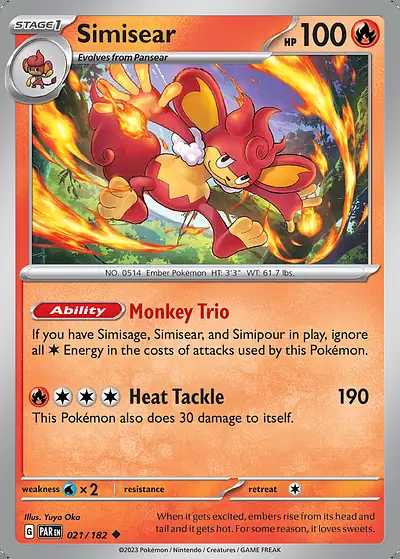 STAGE1
Simisear
HP 100
Evolves from Pansear
NO. 0514 Ember Pokémon HT: 3'3" WT: 61.7 lbs.
Ability Monkey Trio
If you have Simisage, Simisear, and Simipour in play, ignore
all Energy in the costs of attacks used by this Pokémon.
Heat Tackle 190
This Pokémon also does 30 damage to itself.
weakness ×2 resistance retreat
Illus. Yuya Oka
When it gets excited, embers rise from its head and
tail and it gets hot. For some reason, it loves sweets.
G PAR EN 021/182
©2023 Pokémon / Nintendo / Creatures / GAME FREAK